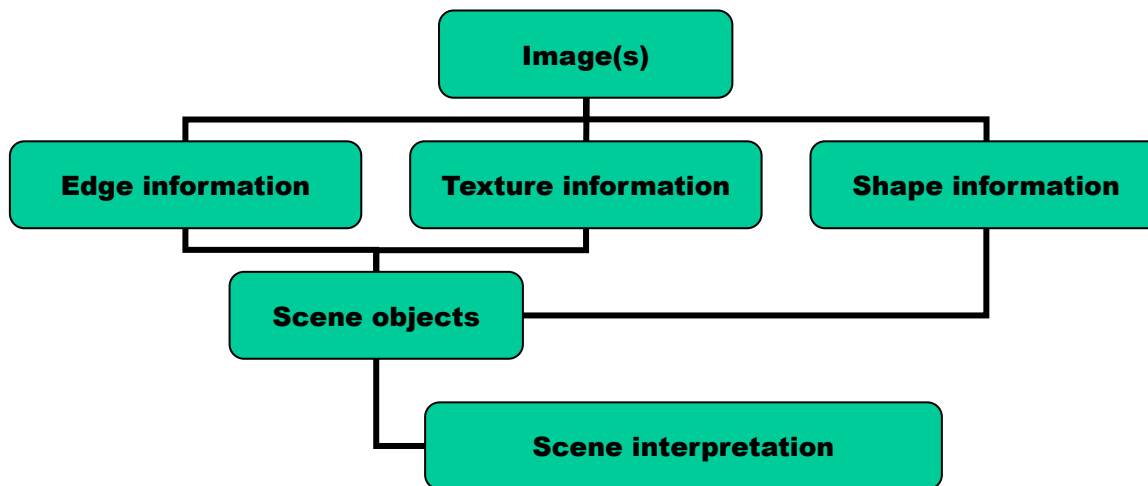 Image(s)
Edge information
Texture information
Shape information
Scene objects
Scene interpretation